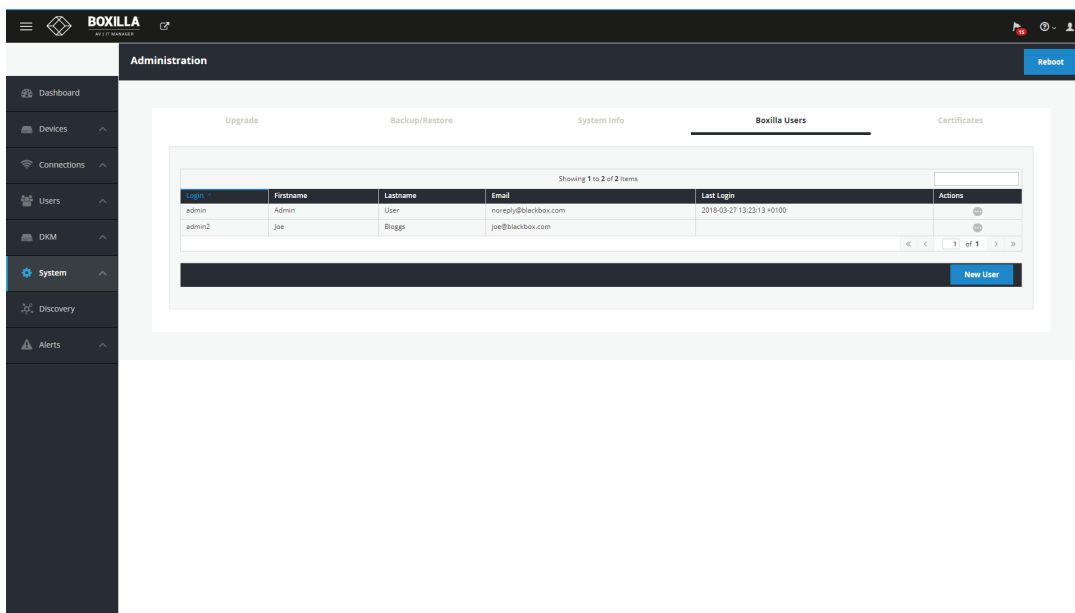 BOXILLA
AV | IT MANAGER
15
Administration
Reboot
Dashboard
Devices
Connections
Users
DKM
System
Discovery
Alerts
Upgrade Backup/Restore System Info Boxilla Users Certificates
Showing 1 to 2 of 2 Items
Login Firstname Lastname Email Last Login Actions
admin Admin User noreply@blackbox.com 2018-03-27 13:23:13 +0100
admin2 Joe Bloggs joe@blackbox.com
« < 1 of 1 > »
New User